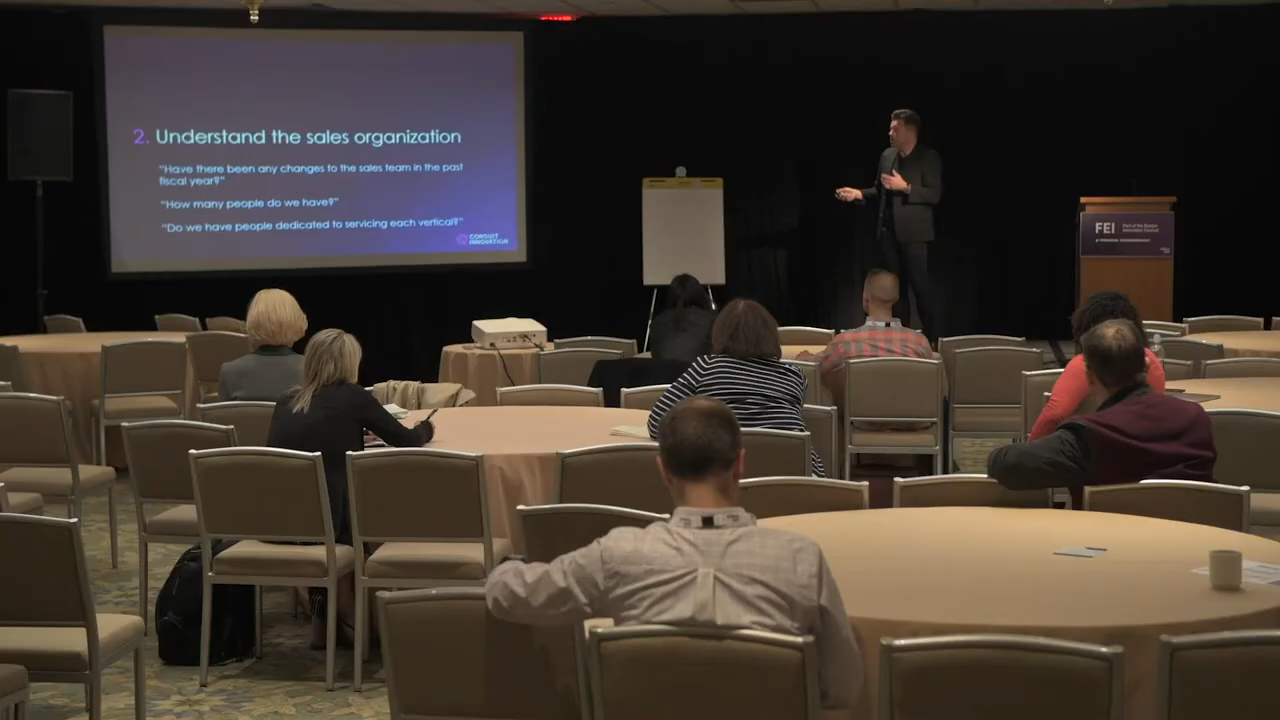 2. Understand the sales organization
"Have there been any changes to the sales team in the past
fiscal year?"
"How many people do we have?"
"Do we have people dedicated to servicing each vertical?"
CONDUIT
INNOVATION
FEI